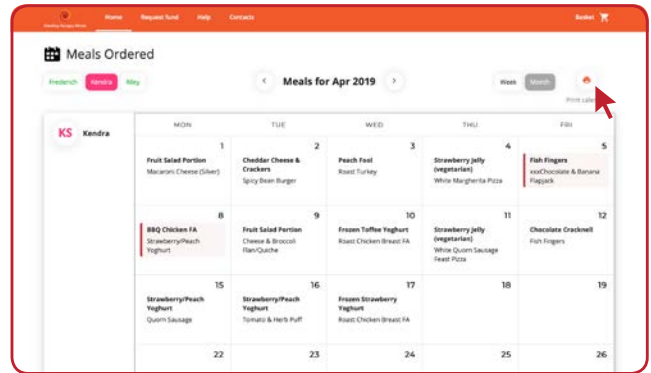 Home Request fund Help Contacts Basket
Meals Ordered
Frederich Kendra Riley
Meals for Apr 2019
Week Month
KS Kendra
MON TUE WED THU FRI
1 2 3 4 5
Fruit Salad Portion
Macaroni Cheese (Silver)
Cheddar Cheese &
Crackers
Spicy Bean Burger
Peach Fool
Roast Turkey
Strawberry Jelly
(vegetarian)
White Margherita Pizza
Fish Fingers
xxxChocolate & Banana
Flapjack
8 9 10 11 12
BBQ Chicken FA
Strawberry/Peach
Yoghurt
Fruit Salad Portion
Cheese & Broccoli
Flan/Quiche
Frozen Toffee Yoghurt
Roast Chicken Breast FA
Strawberry Jelly
(vegetarian)
White Quorn Sausage
Feast Pizza
Chocolate Cracknell
Fish Fingers
15 16 17 18 19
Strawberry/Peach
Yoghurt
Quorn Sausage
Strawberry/Peach
Yoghurt
Tomato & Herb Puff
Frozen Strawberry
Yoghurt
Roast Chicken Breast FA
22 23 24 25 26